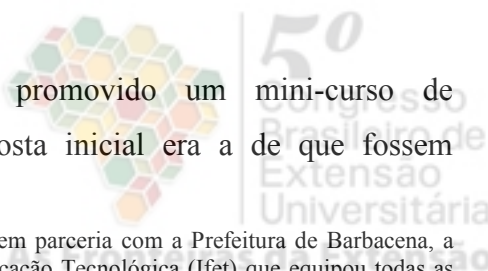 5º
promovido um mini-curso de
Congresso
Brasileiro de
osta inicial era a de que fossem
Extensão
Universitária
em parceria com a Prefeitura de Barbacena, a
cação Tecnológica (Ifet) que equipou todas as